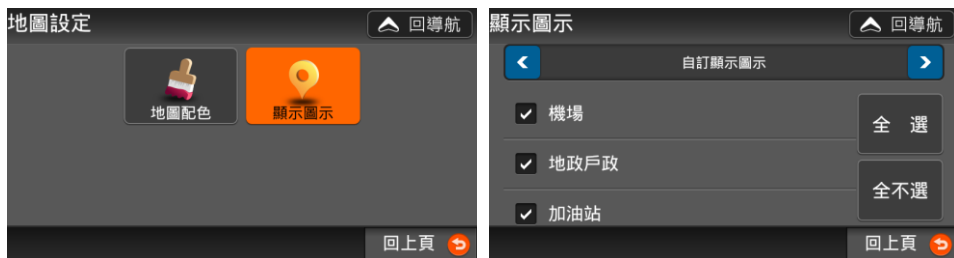 地圖設定
回導航
地圖配色
顯示圖示
回上頁
顯示圖示
回導航
自訂顯示圖示
機場
地政戶政
加油站
全 選
全不選
回上頁